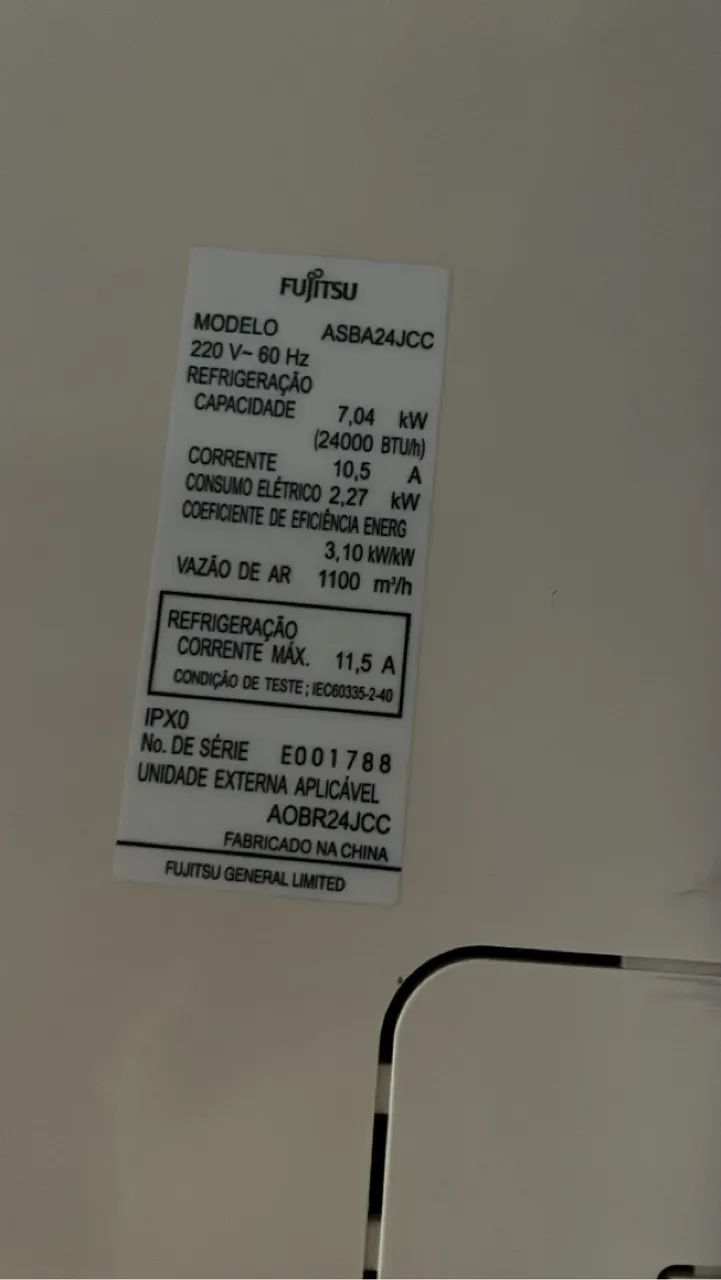 FUJITSU
MODELO ASBA24JCC
220 V~ 60 Hz
REFRIGERAÇÃO
CAPACIDADE 7,04 kW
(24000 BTU/h)
CORRENTE 10,5 A
CONSUMO ELÉTRICO 2,27 kW
COEFICIENTE DE EFICIÊNCIA ENERG
3,10 kW/kW
VAZÃO DE AR 1100 m³/h
REFRIGERAÇÃO
CORRENTE MÁX. 11,5 A
CONDIÇÃO DE TESTE ; IEC60335-2-40
IPX0
No. DE SÉRIE E001788
UNIDADE EXTERNA APLICÁVEL
AOBR24JCC
FABRICADO NA CHINA
FUJITSU GENERAL LIMITED